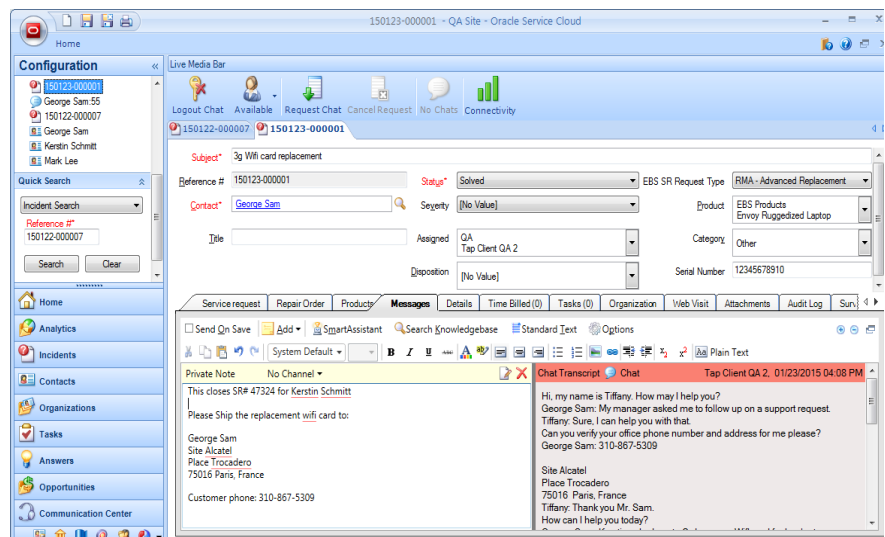 150123-000001 - QA Site - Oracle Service Cloud
Home
Configuration
«
150123-000001
George Sam:55
150122-000007
George Sam
Kerstin Schmitt
Mark Lee
Quick Search
Incident Search
Reference #*
150122-000007
Search Clear
Home
Analytics
Incidents
Contacts
Organizations
Tasks
Answers
Opportunities
Communication Center
Live Media Bar
Logout Chat Available Request Chat Cancel Request No Chats Connectivity
150122-000007 150123-000001
Subject* 3g Wifi card replacement
Reference # 150123-000001 Status* Solved EBS SR Request Type RMA - Advanced Replacement
Contact* George Sam Severity [No Value] Product EBS Products
Envoy Ruggedized Laptop
Title Assigned QA
Tap Client QA 2
Category Other
Disposition [No Value] Serial Number 12345678910
Service request Repair Order Products Messages Details Time Billed (0) Tasks (0) Organization Web Visit Attachments Audit Log Surv
Send On Save Add SmartAssistant Search Knowledgebase Standard Text Options
System Default B I U A Aa Plain Text
Private Note No Channel
This closes SR# 47324 for Kerstin Schmitt
Please Ship the replacement wifi card to:
George Sam
Site Alcatel
Place Trocadero
75016 Paris, France
Customer phone: 310-867-5309
Chat Transcript Chat Tap Client QA 2, 01/23/2015 04:08 PM
Hi, my name is Tiffany. How may I help you?
George Sam: My manager asked me to follow up on a support request.
Tiffany: Sure, I can help you with that.
Can you verify your office phone number and address for me please?
George Sam: 310-867-5309
Site Alcatel
Place Trocadero
75016 Paris, France
Tiffany: Thank you Mr. Sam.
How can I help you today?